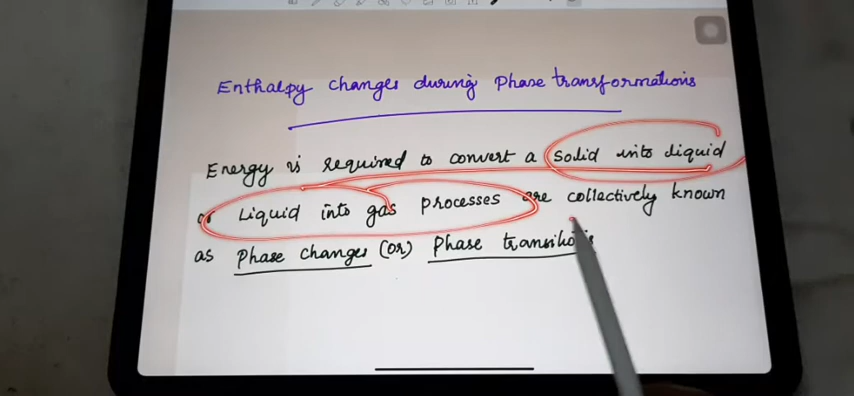 Enthalpy changes during Phase transformations
Energy is required to convert a solid into liquid
or Liquid into gas processes are collectively known
as Phase changes (or) Phase transitions